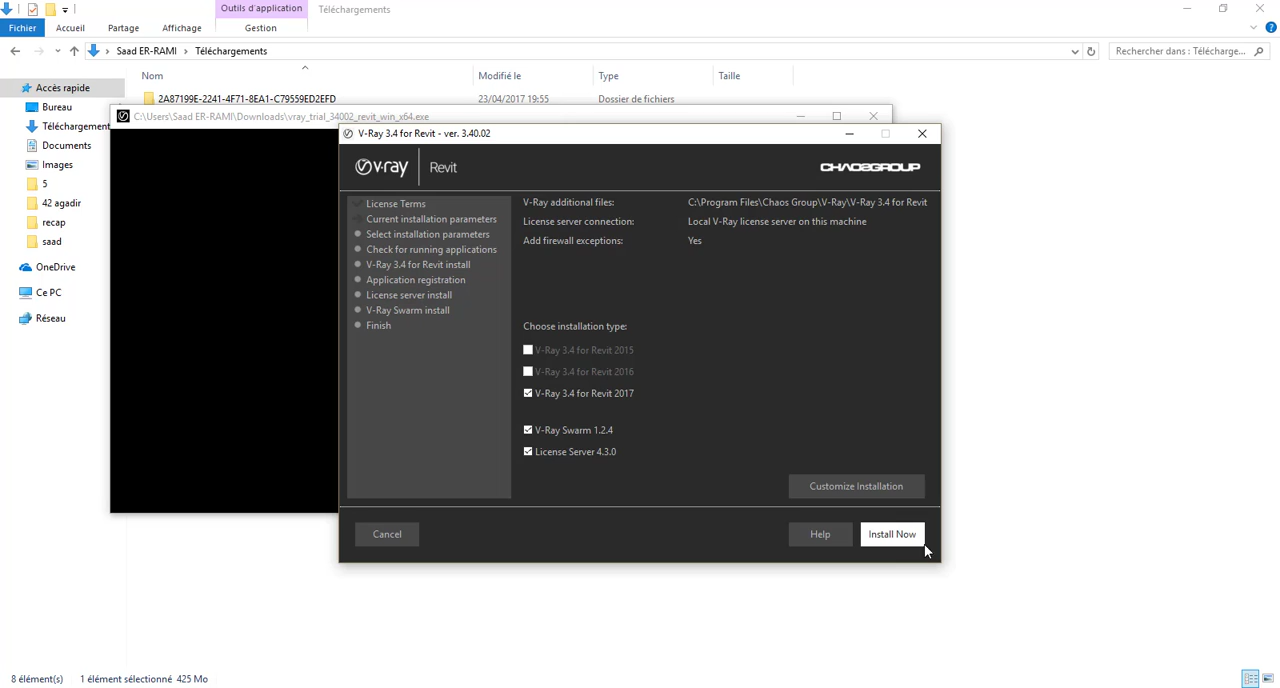 Outils d'application Téléchargements
Fichier Accueil Partage Affichage Gestion
Saad ER-RAMI > Téléchargements Rechercher dans : Télécharge...
Nom Modifié le Type Taille
Accès rapide
Bureau
Téléchargement
Documents
Images
5
42 agadir
recap
saad
OneDrive
Ce PC
Réseau
2A87199E-2241-4F71-8EA1-C79559ED2EFD 23/04/2017 19:55 Dossier de fichiers
C:\Users\Saad ER-RAMI\Downloads\vray_trial_34002_revit_win_x64.exe
V-Ray 3.4 for Revit - ver. 3.40.02
v·ray Revit CHAOSGROUP
License Terms
Current installation parameters
Select installation parameters
Check for running applications
V-Ray 3.4 for Revit install
Application registration
License server install
V-Ray Swarm install
Finish
V-Ray additional files: C:\Program Files\Chaos Group\V-Ray\V-Ray 3.4 for Revit
License server connection: Local V-Ray license server on this machine
Add firewall exceptions: Yes
Choose installation type:
V-Ray 3.4 for Revit 2015
V-Ray 3.4 for Revit 2016
V-Ray 3.4 for Revit 2017
V-Ray Swarm 1.2.4
License Server 4.3.0
Customize Installation
Cancel Help Install Now
8 élément(s) 1 élément sélectionné 425 Mo